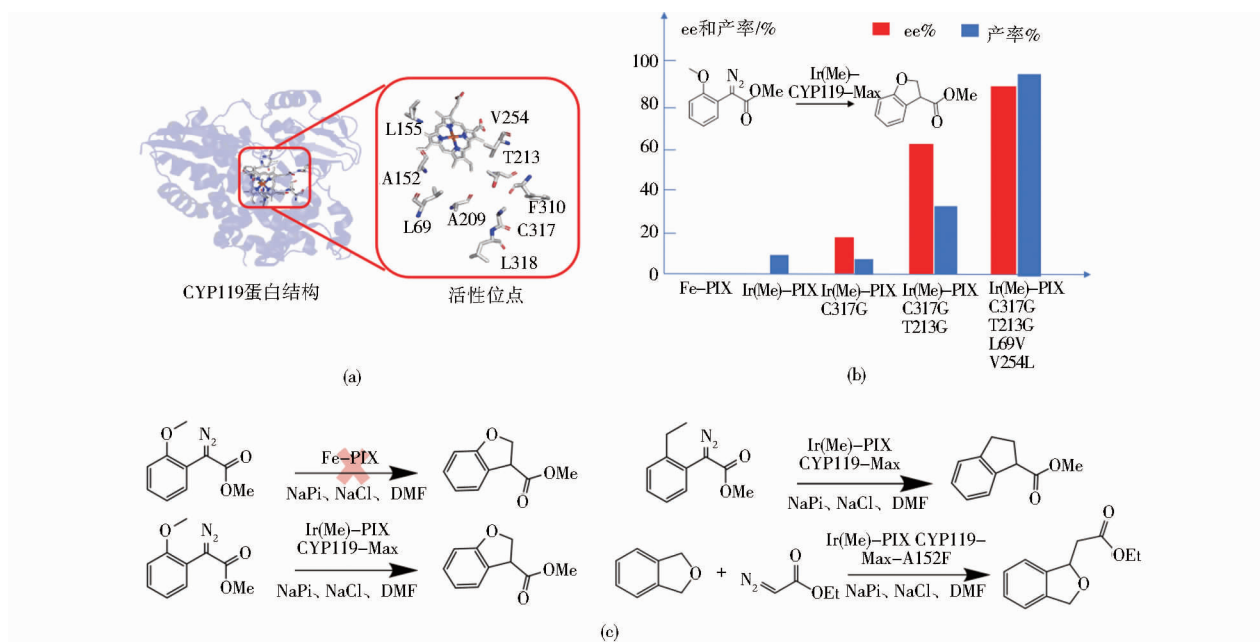 L155
V254
T213
A152
L69
A209
F310
C317
L318
CYP119蛋白结构
活性位点
(a)
ee和产率/%
ee%
产率%
100
80
60
40
20
0
O
N2
OMe
O
Ir(Me)-
CYP119-Max
O
OMe
O
Fe-PIX
Ir(Me)-PIX
Ir(Me)-PIX
C317G
Ir(Me)-PIX
C317G
T213G
Ir(Me)-PIX
C317G
T213G
L69V
V254L
(b)
O
N2
O
OMe
Fe-PIX
NaPi、NaCl、DMF
O
OMe
O
N2
O
OMe
Ir(Me)-PIX
CYP119-Max
NaPi、NaCl、DMF
OMe
O
O
N2
O
OMe
Ir(Me)-PIX
CYP119-Max
NaPi、NaCl、DMF
O
OMe
O
O
+
N2
O
OEt
Ir(Me)-PIX CYP119-
Max-A152F
NaPi、NaCl、DMF
O
OEt
O
(c)